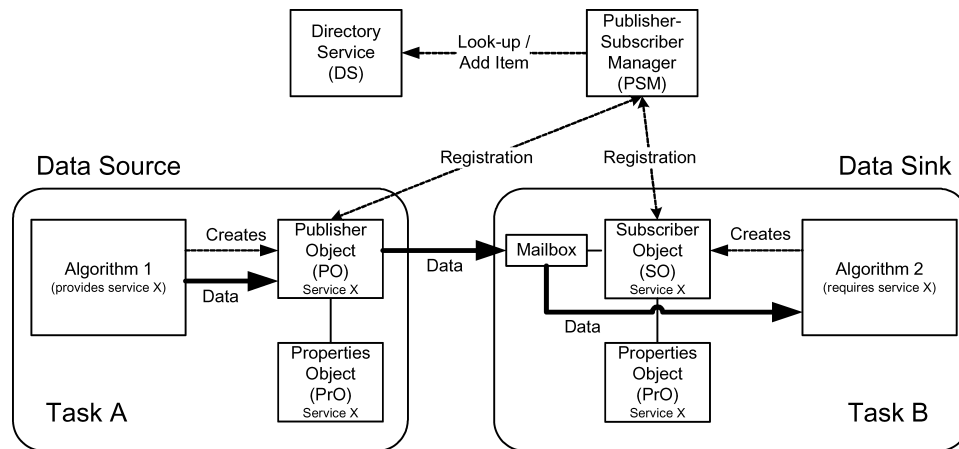 Directory
Service
(DS)
Look-up /
Add Item
Publisher-
Subscriber
Manager
(PSM)
Registration
Registration
Data Source
Data Sink
Algorithm 1
(provides service X)
Creates
Data
Publisher
Object
(PO)
Service X
Data
Mailbox
Subscriber
Object
(SO)
Service X
Creates
Algorithm 2
(requires service X)
Data
Properties
Object
(PrO)
Service X
Properties
Object
(PrO)
Service X
Task A
Task B